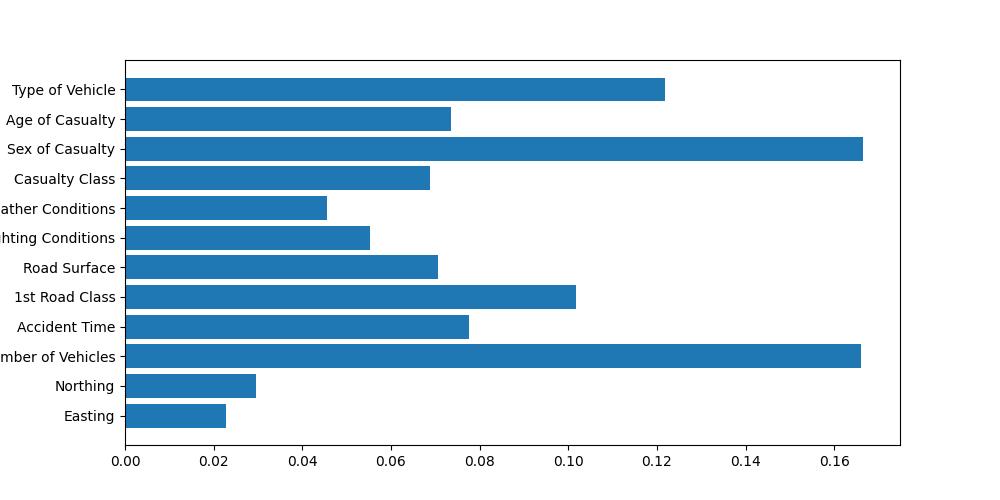 Type of Vehicle
Age of Casualty
Sex of Casualty
Casualty Class
ather Conditions
hting Conditions
Road Surface
1st Road Class
Accident Time
mber of Vehicles
Northing
Easting
0.00 0.02 0.04 0.06 0.08 0.10 0.12 0.14 0.16